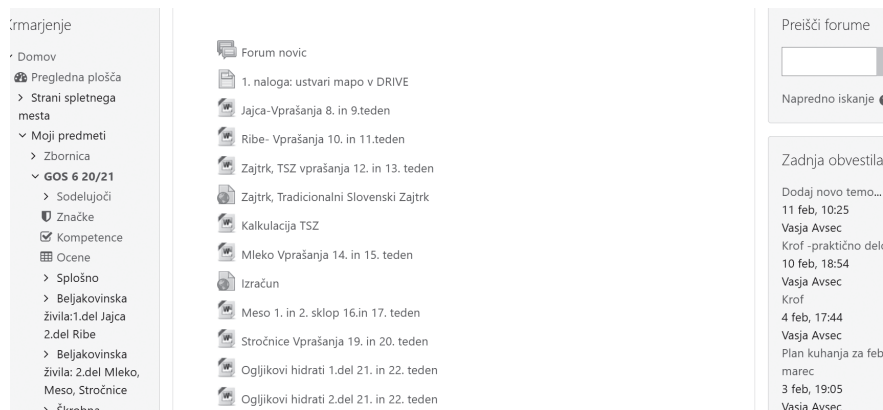 Krmarjenje
Domov
Pregledna plošča
Strani spletnega
mesta
Moji predmeti
Zbornica
GOS 6 20/21
Sodelujoči
Značke
Kompetence
Ocene
Splošno
Beljakovinska
živila:1.del Jajca
2.del Ribe
Beljakovinska
živila: 2.del Mleko,
Meso, Stročnice
Škrobna
Forum novic
1. naloga: ustvari mapo v DRIVE
Jajca-Vprašanja 8. in 9.teden
Ribe- Vprašanja 10. in 11.teden
Zajtrk, TSZ vprašanja 12. in 13. teden
Zajtrk, Tradicionalni Slovenski Zajtrk
Kalkulacija TSZ
Mleko Vprašanja 14. in 15. teden
Izračun
Meso 1. in 2. sklop 16.in 17. teden
Stročnice Vprašanja 19. in 20. teden
Ogljikovi hidrati 1.del 21. in 22. teden
Ogljikovi hidrati 2.del 21. in 22. teden
Preišči forume
Napredno iskanje
Zadnja obvestila
Dodaj novo temo...
11 feb, 10:25
Vasja Avsec
Krof -praktično delo
10 feb, 18:54
Vasja Avsec
Krof
4 feb, 17:44
Vasja Avsec
Plan kuhanja za feb
marec
3 feb, 19:05
Vasja Avsec